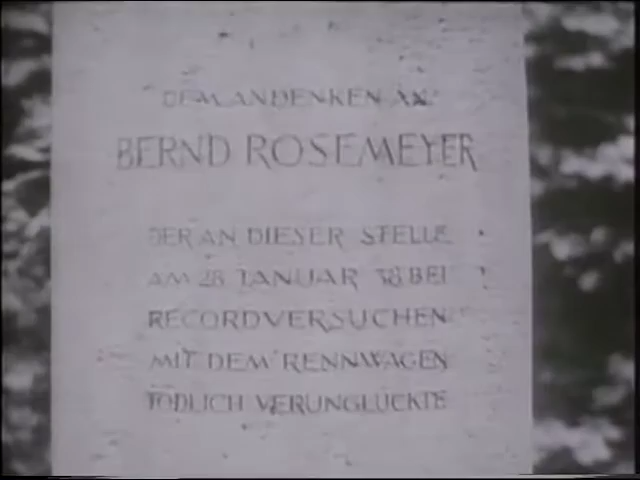 DEM ANDENKEN AN
BERND ROSEMEYER
DER AN DIESER STELLE
AM 28 JANUAR 38 BEI
RECORDVERSUCHEN
MIT DEM RENNWAGEN
TÖDLICH VERUNGLÜCKTE